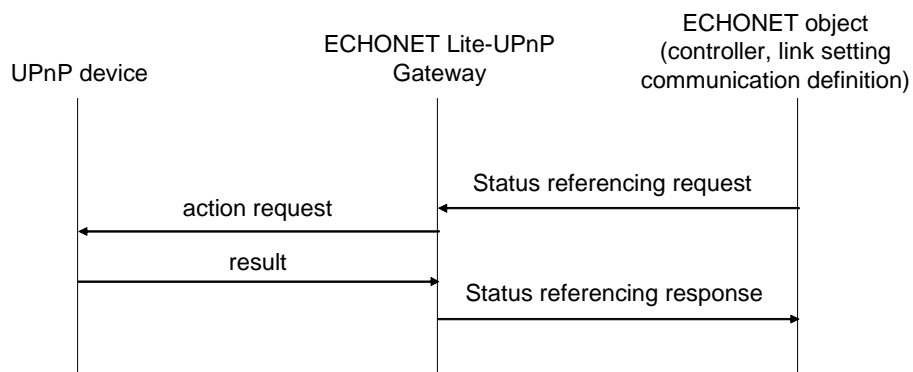 ECHONET object
(controller, link setting
communication definition)
ECHONET Lite-UPnP
Gateway
UPnP device
Status referencing request
action request
result
Status referencing response